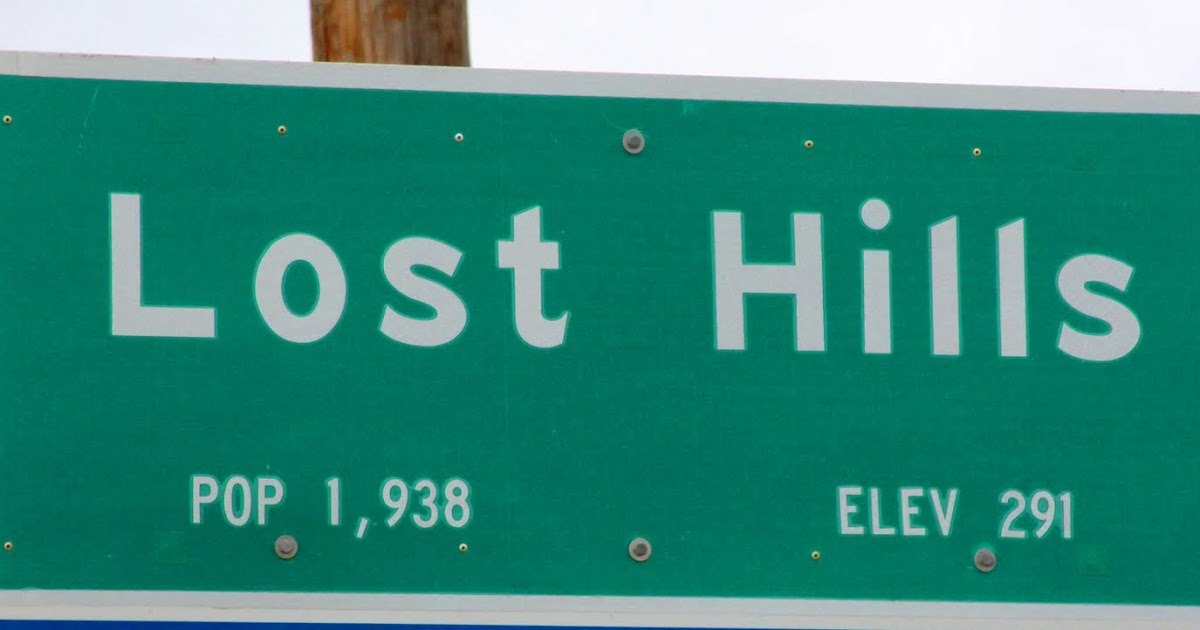 Lost Hills
POP 1,938 ELEV 291